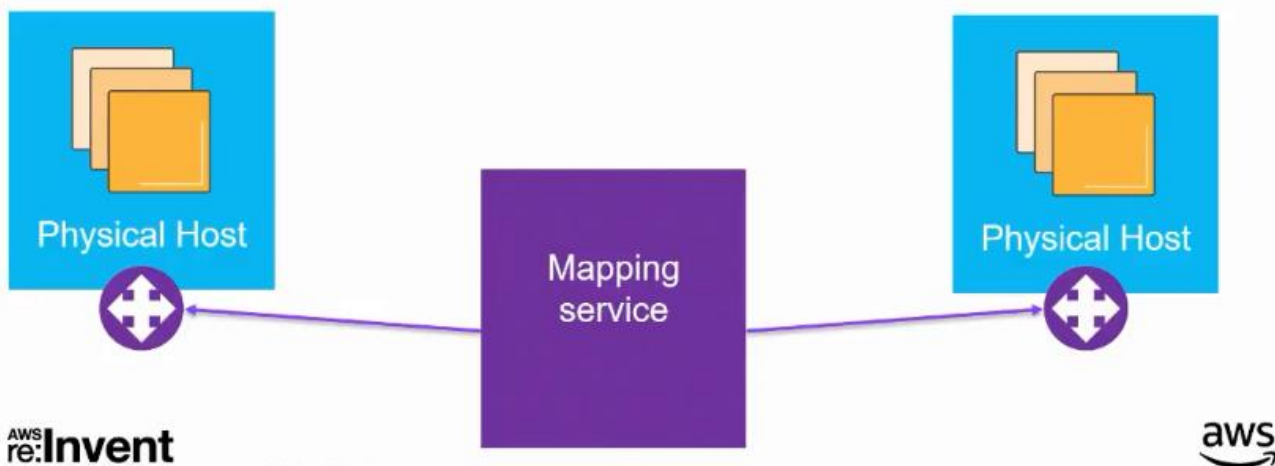 Physical Host
Mapping
service
Physical Host
AWS
re:Invent
aws